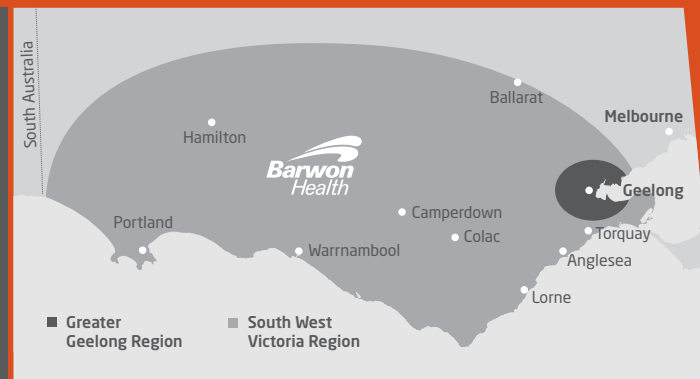 South Australia
Ballarat
Melbourne
Hamilton
Barwon
Health
Geelong
Camperdown
Portland
Colac
Torquay
Warrnambool
Anglesea
Lorne
Greater
Geelong Region
South West
Victoria Region